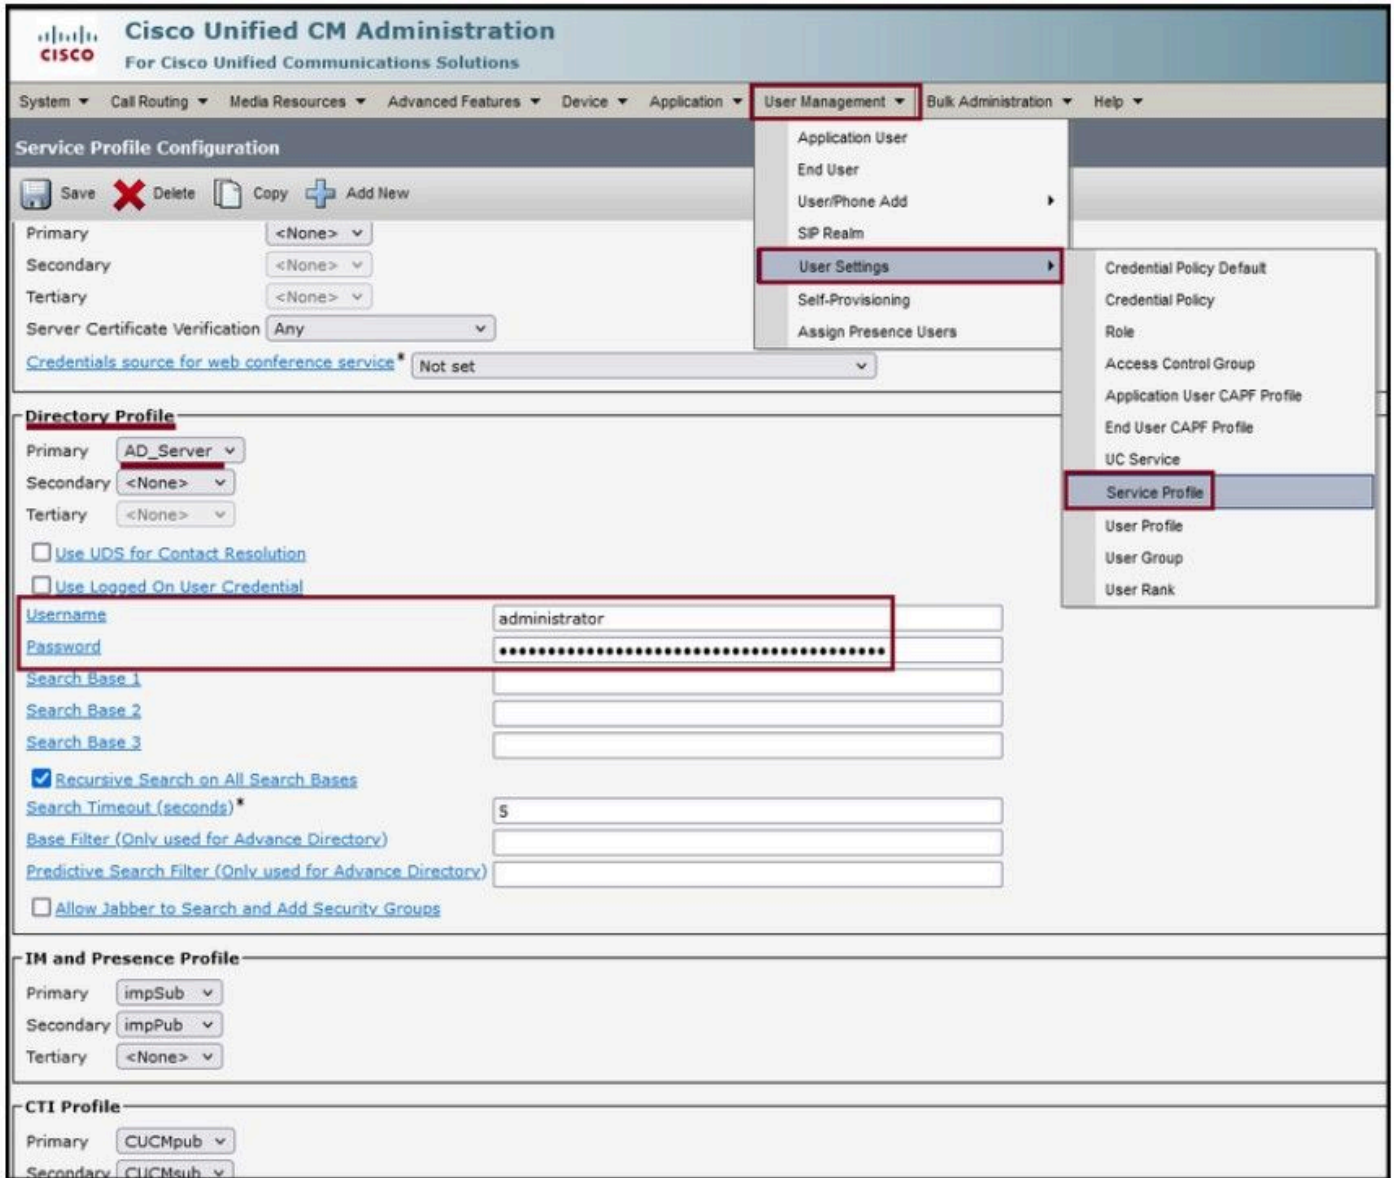 CISCO
Cisco Unified CM Administration
For Cisco Unified Communications Solutions
System Call Routing Media Resources Advanced Features Device Application User Management Bulk Administration Help
Service Profile Configuration
Save Delete Copy Add New
Application User
End User
User/Phone Add
SIP Realm
User Settings
Self-Provisioning
Assign Presence Users
Credential Policy Default
Credential Policy
Role
Access Control Group
Application User CAPF Profile
End User CAPF Profile
UC Service
Service Profile
User Profile
User Group
User Rank
Primary <None>
Secondary <None>
Tertiary <None>
Server Certificate Verification Any
Credentials source for web conference service* Not set
Directory Profile
Primary AD_Server
Secondary <None>
Tertiary <None>
Use UDS for Contact Resolution
Use Logged On User Credential
Username administrator
Password ••••••••••••••••••••••••••••••••••••••••
Search Base 1
Search Base 2
Search Base 3
Recursive Search on All Search Bases
Search Timeout (seconds)* 5
Base Filter (Only used for Advance Directory)
Predictive Search Filter (Only used for Advance Directory)
Allow Jabber to Search and Add Security Groups
IM and Presence Profile
Primary impSub
Secondary impPub
Tertiary <None>
CTI Profile
Primary CUCMpub
Secondary CUCMsub